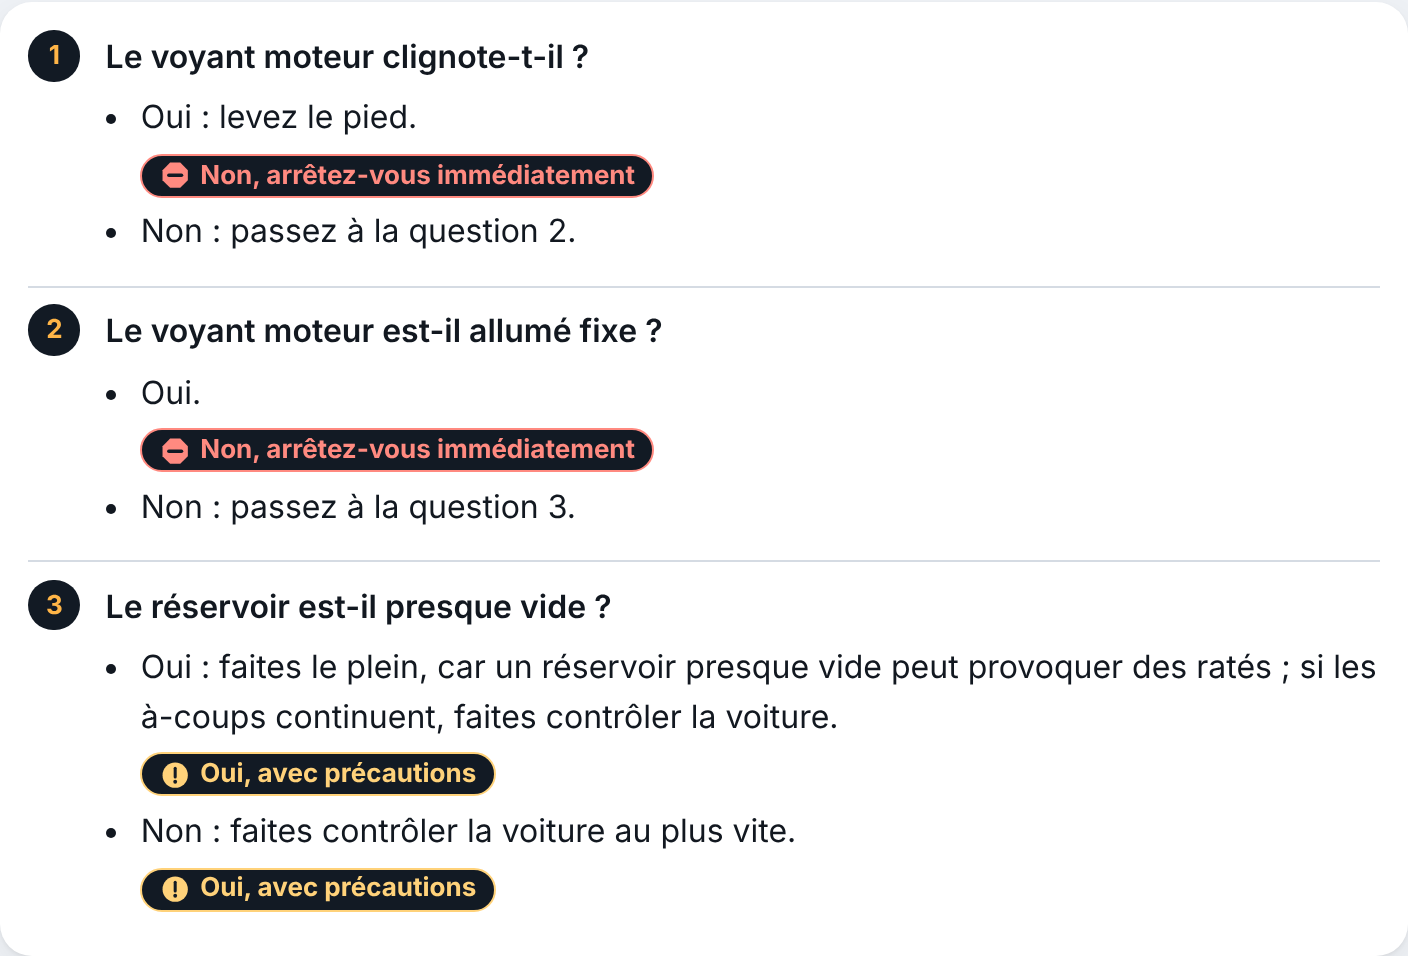 1 Le voyant moteur clignote-t-il ?
• Oui : levez le pied.
Non, arrêtez-vous immédiatement
• Non : passez à la question 2.
2 Le voyant moteur est-il allumé fixe ?
• Oui.
Non, arrêtez-vous immédiatement
• Non : passez à la question 3.
3 Le réservoir est-il presque vide ?
• Oui : faites le plein, car un réservoir presque vide peut provoquer des ratés ; si les
à-coups continuent, faites contrôler la voiture.
Oui, avec précautions
• Non : faites contrôler la voiture au plus vite.
Oui, avec précautions